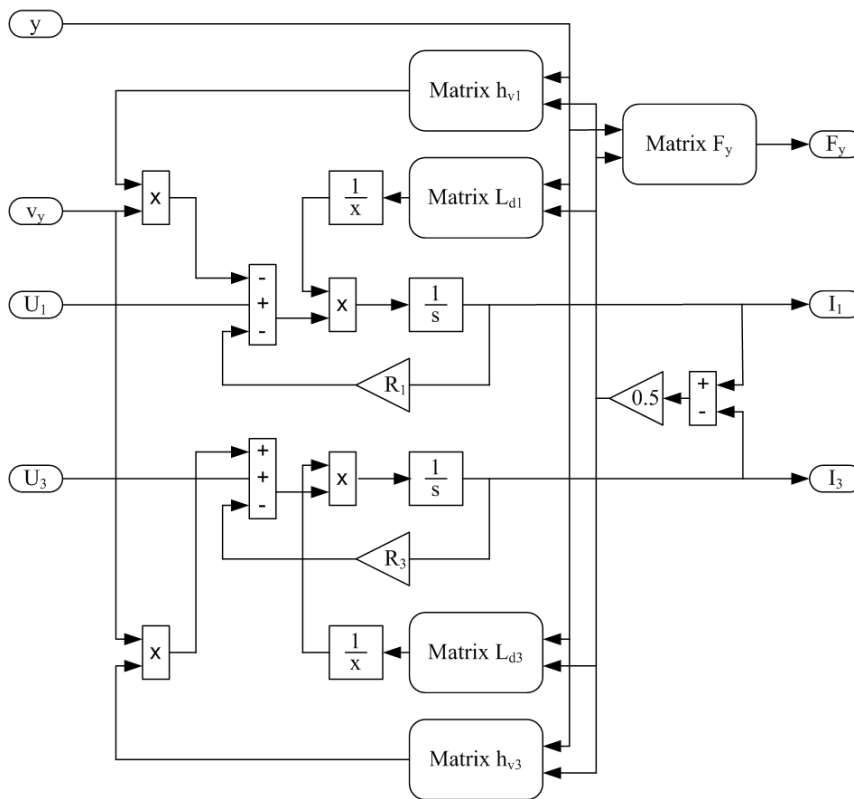 y
Matrix h_v1
Matrix F_y
F_y
1
x
Matrix L_d1
x
v_y
-
+
-
x
1
s
U_1
I_1
R_1
0.5
+
-
+
+
-
x
1
s
U_3
I_3
R_3
x
1
x
Matrix L_d3
Matrix h_v3